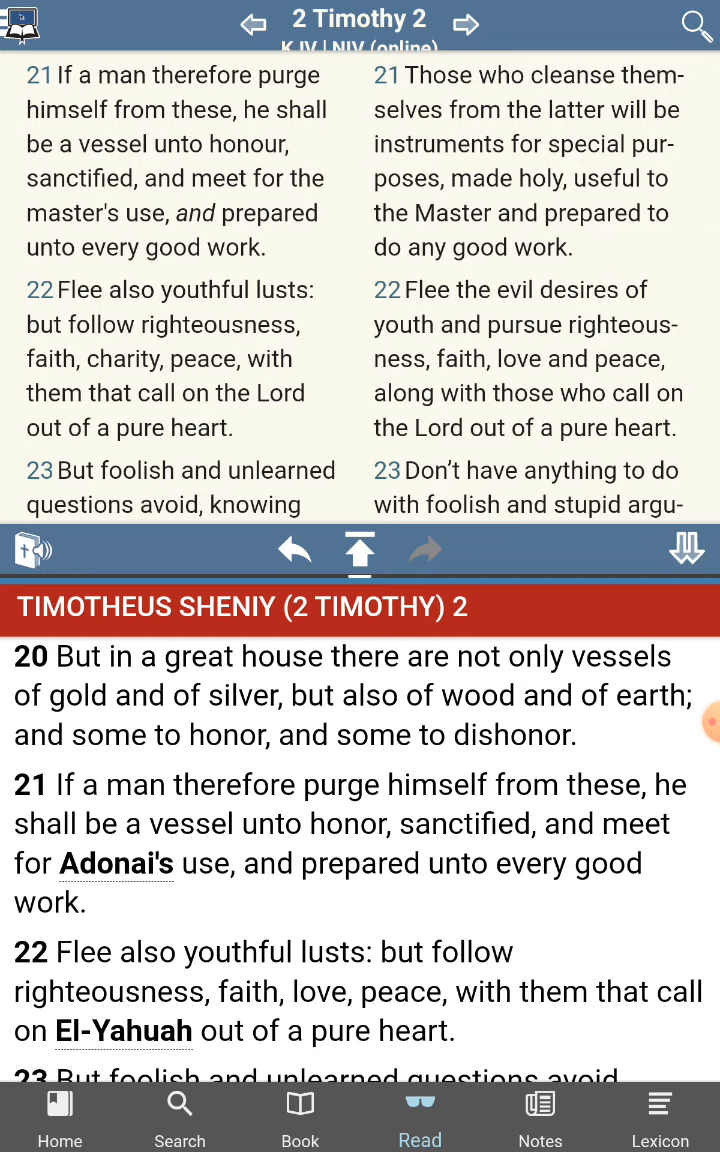 2 Timothy 2
KJV | NIV (online)
21 If a man therefore purge
himself from these, he shall
be a vessel unto honour,
sanctified, and meet for the
master's use, and prepared
unto every good work.
22 Flee also youthful lusts:
but follow righteousness,
faith, charity, peace, with
them that call on the Lord
out of a pure heart.
23 But foolish and unlearned
questions avoid, knowing
21 Those who cleanse them-
selves from the latter will be
instruments for special pur-
poses, made holy, useful to
the Master and prepared to
do any good work.
22 Flee the evil desires of
youth and pursue righteous-
ness, faith, love and peace,
along with those who call on
the Lord out of a pure heart.
23 Don't have anything to do
with foolish and stupid argu-
TIMOTHEUS SHENIY (2 TIMOTHY) 2
20 But in a great house there are not only vessels
of gold and of silver, but also of wood and of earth;
and some to honor, and some to dishonor.
21 If a man therefore purge himself from these, he
shall be a vessel unto honor, sanctified, and meet
for Adonai's use, and prepared unto every good
work.
22 Flee also youthful lusts: but follow
righteousness, faith, love, peace, with them that call
on El-Yahuah out of a pure heart.
23 But foolish and unlearned questions avoid
Home
Search
Book
Read
Notes
Lexicon